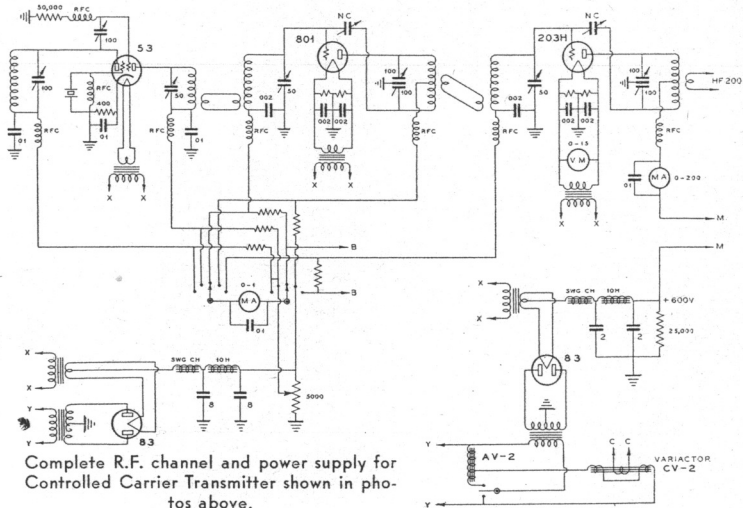 50,000
RFC
100
53
100
RFC
400
01
01
RFC
50
RFC
01
X X
801
NC
50
002
100
002 002
RFC
RFC
X X
203H
NC
50
002
100
100
002 002
RFC
0-15
VM
X X
HF200
RFC
01
MA
0-200
M
M
B
B
0-1
MA
01
X
X
Y
Y
83
SWG CH
10H
8
8
5000
X
X
SWG CH
10H
+600V
2
2
25,000
83
Y
Y
AV-2
C C
VARIACTOR
CV-2
Complete R.F. channel and power supply for
Controlled Carrier Transmitter shown in pho-
tos above.